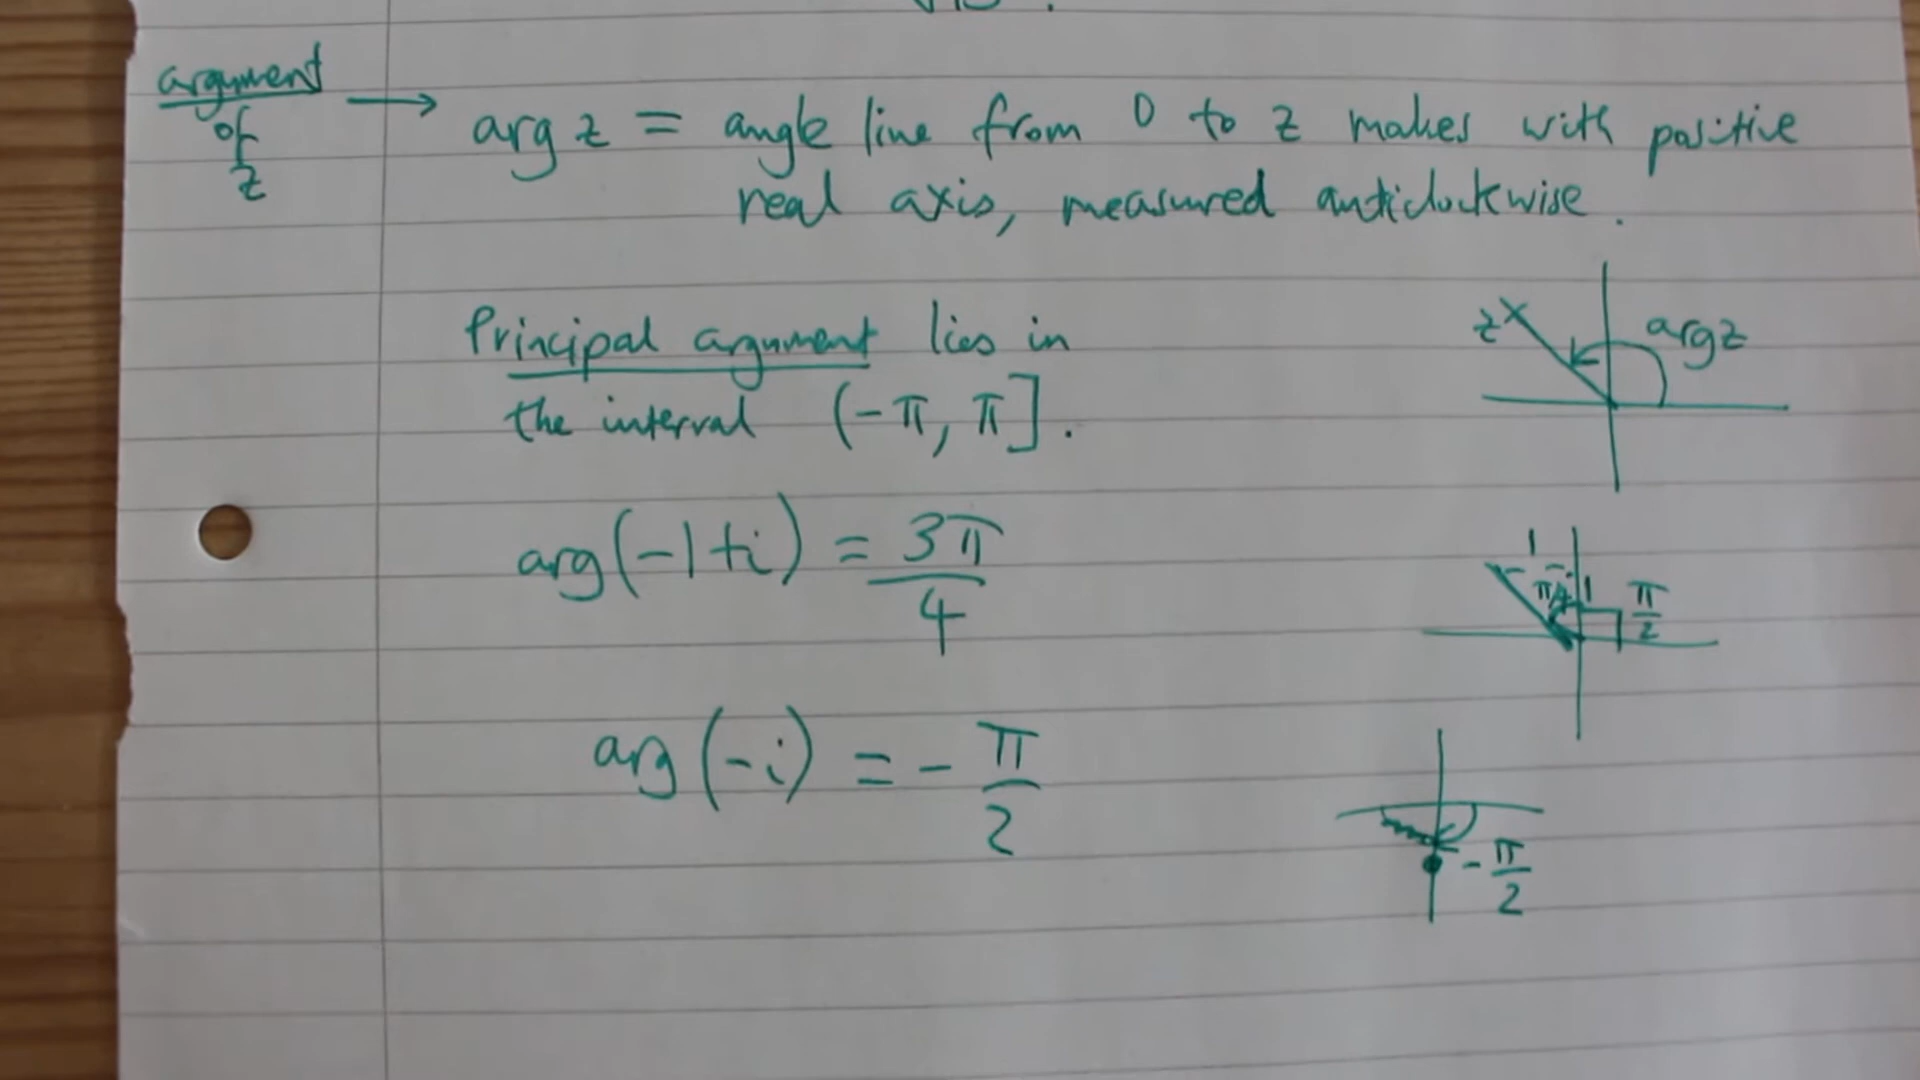 argument
of
z
arg z = angle line from 0 to z makes with positive
real axis, measured anticlockwise.
Principal argument lies in
the interval (-π, π].
z
arg z
arg(-1+i) = 3π/4
1
π/4
1
π/2
arg(-i) = -π/2
-π/2